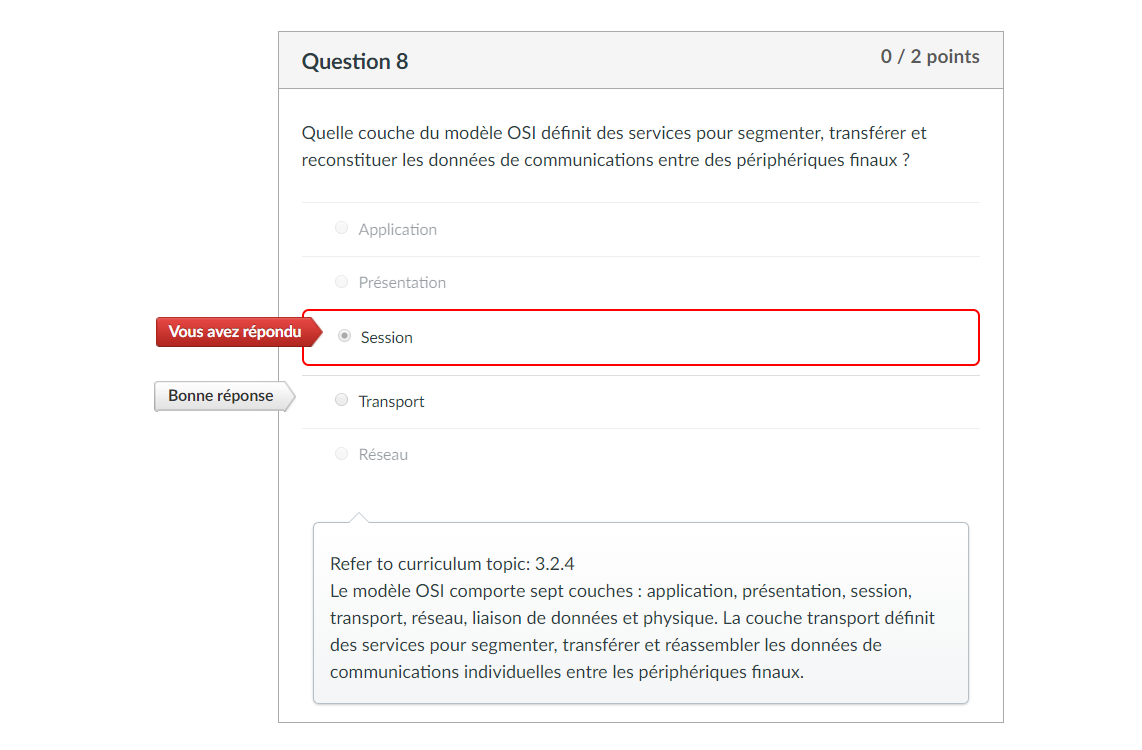 Question 8
0 / 2 points
Quelle couche du modèle OSI définit des services pour segmenter, transférer et
reconstituer les données de communications entre des périphériques finaux ?
Application
Présentation
Vous avez répondu
Session
Bonne réponse
Transport
Réseau
Refer to curriculum topic: 3.2.4
Le modèle OSI comporte sept couches : application, présentation, session,
transport, réseau, liaison de données et physique. La couche transport définit
des services pour segmenter, transférer et réassembler les données de
communications individuelles entre les périphériques finaux.